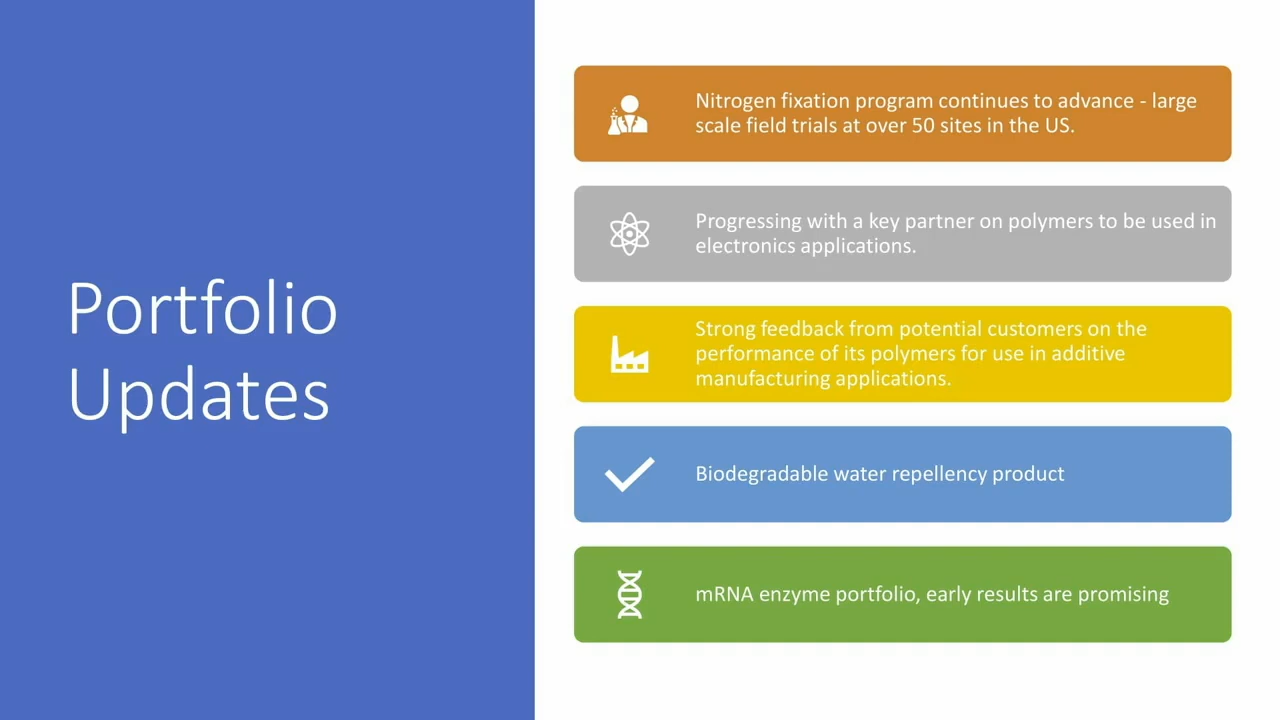 Portfolio
Updates
Nitrogen fixation program continues to advance - large
scale field trials at over 50 sites in the US.
Progressing with a key partner on polymers to be used in
electronics applications.
Strong feedback from potential customers on the
performance of its polymers for use in additive
manufacturing applications.
Biodegradable water repellency product
mRNA enzyme portfolio, early results are promising